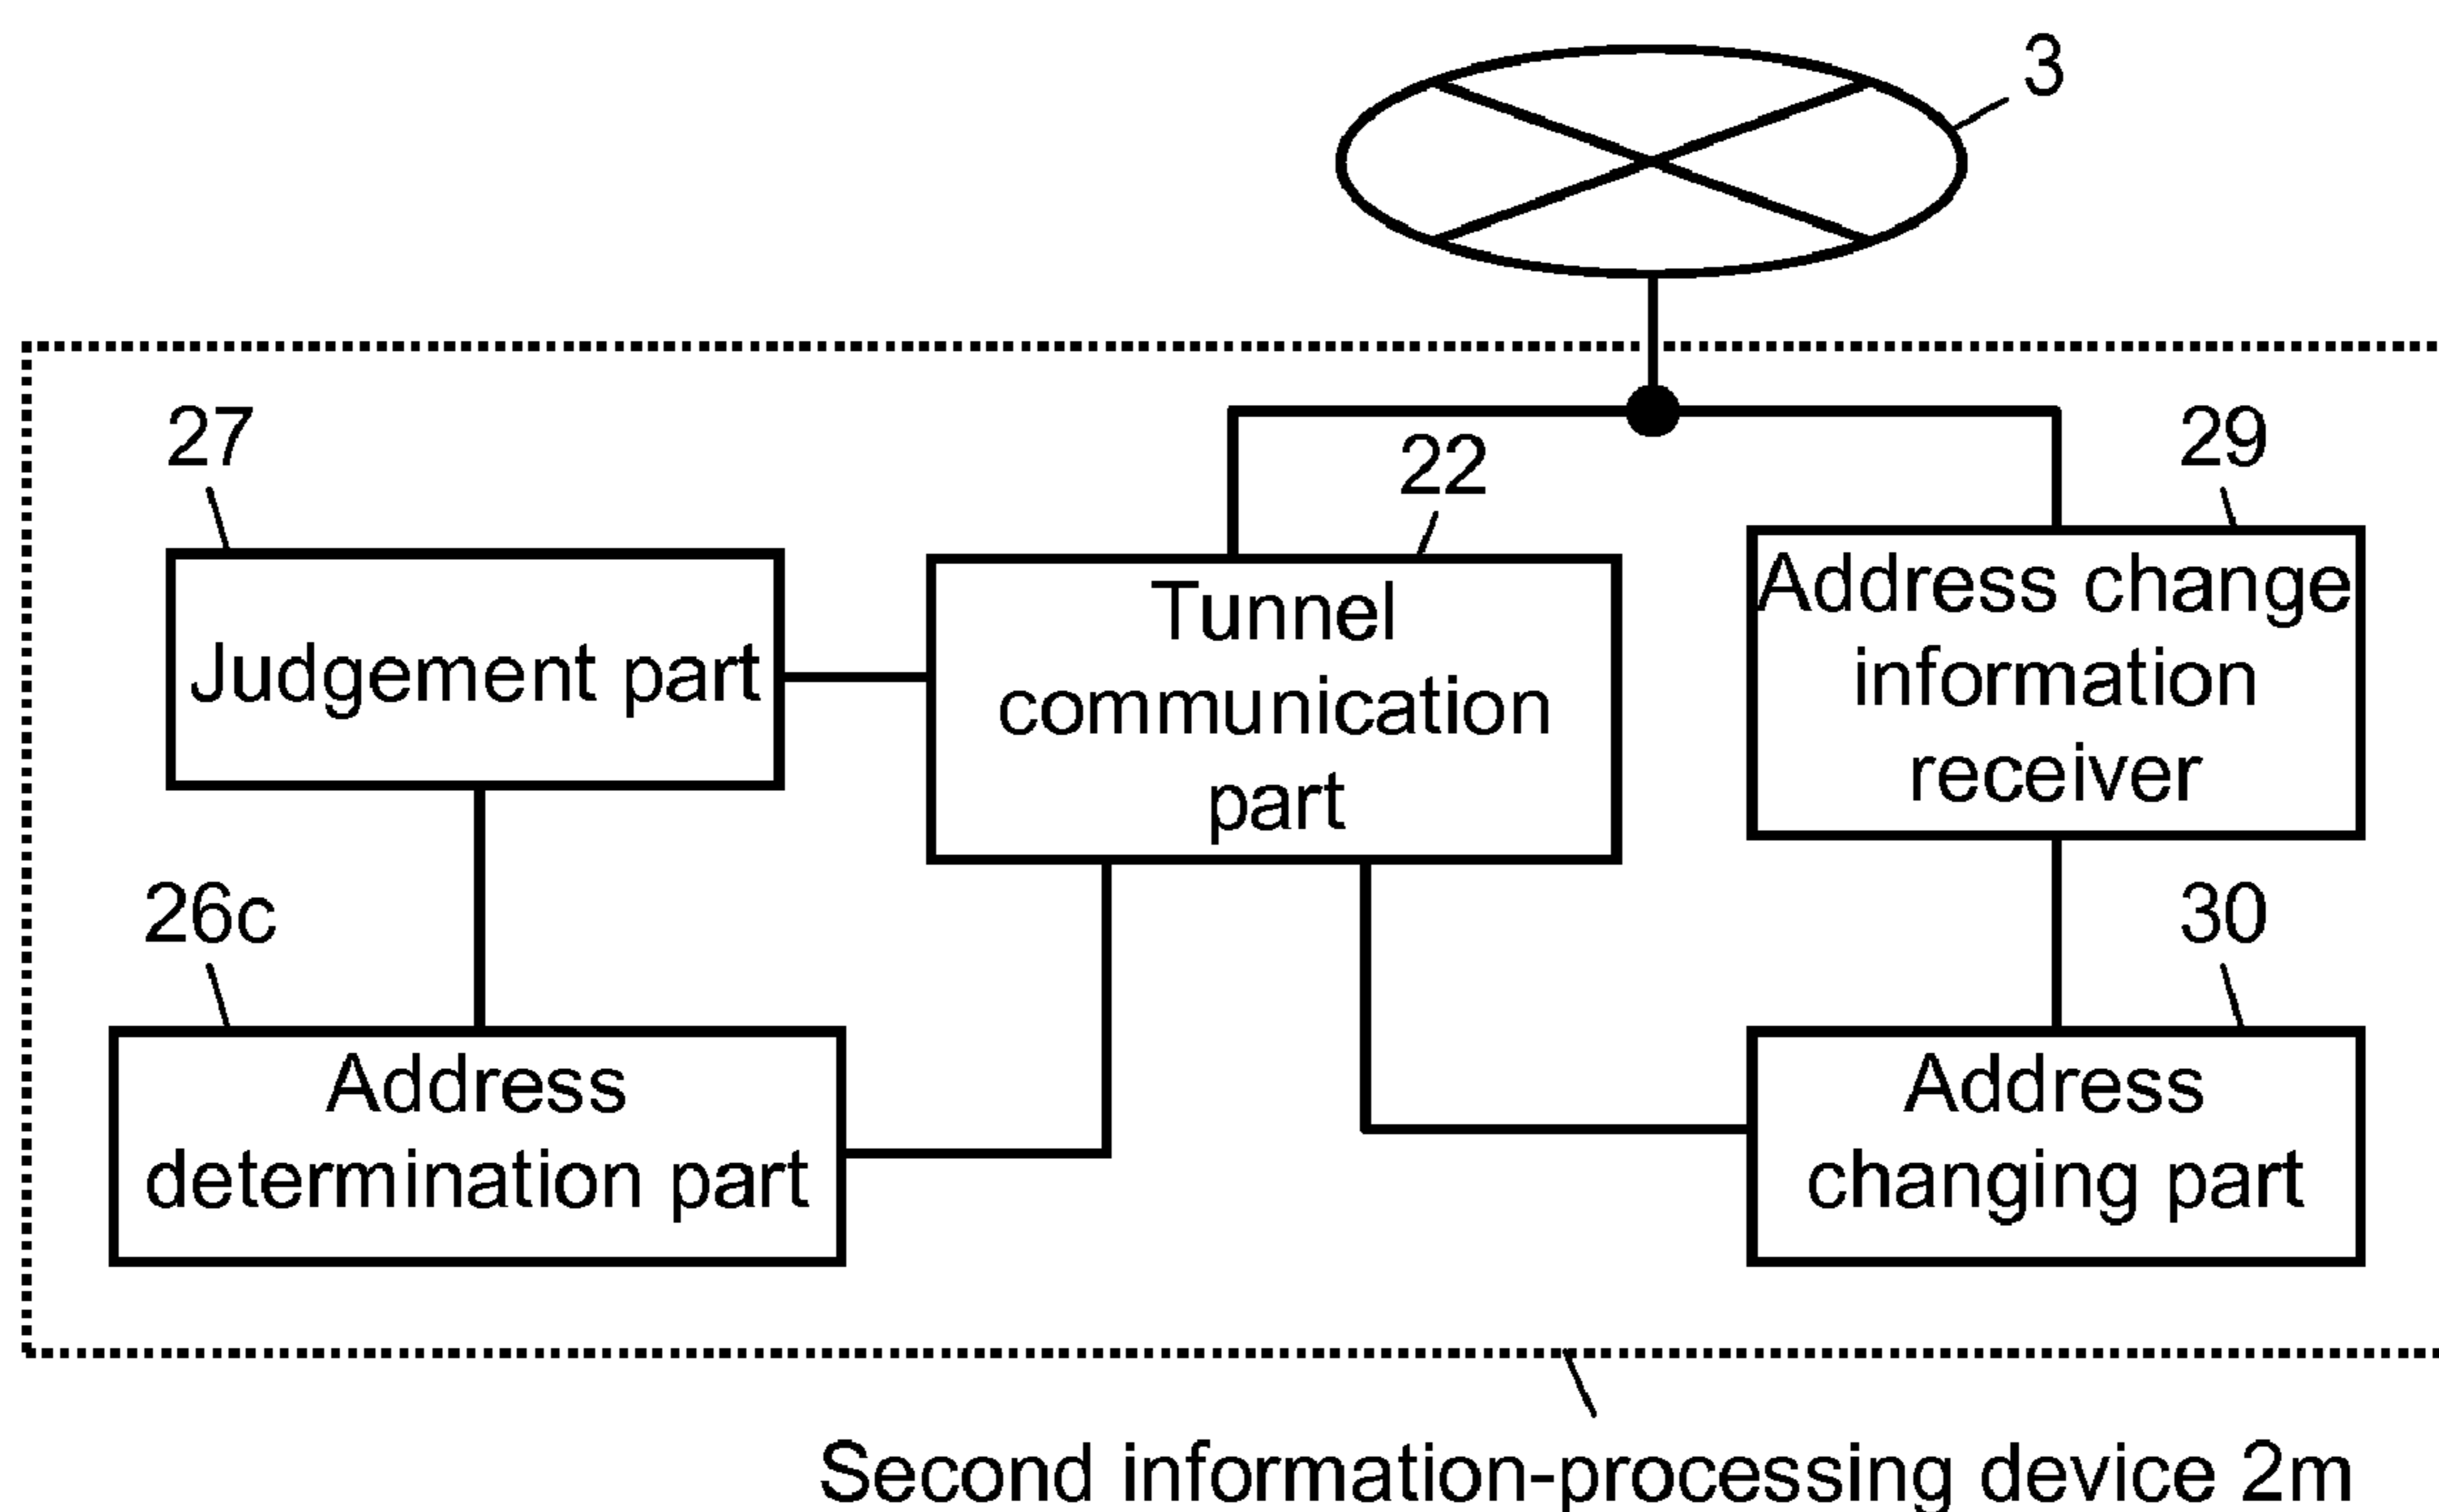 3
27
22
29
Judgement part
Tunnel
communication
part
Address change
information
receiver
26c
30
Address
determination part
Address
changing part
Second information-processing device 2m